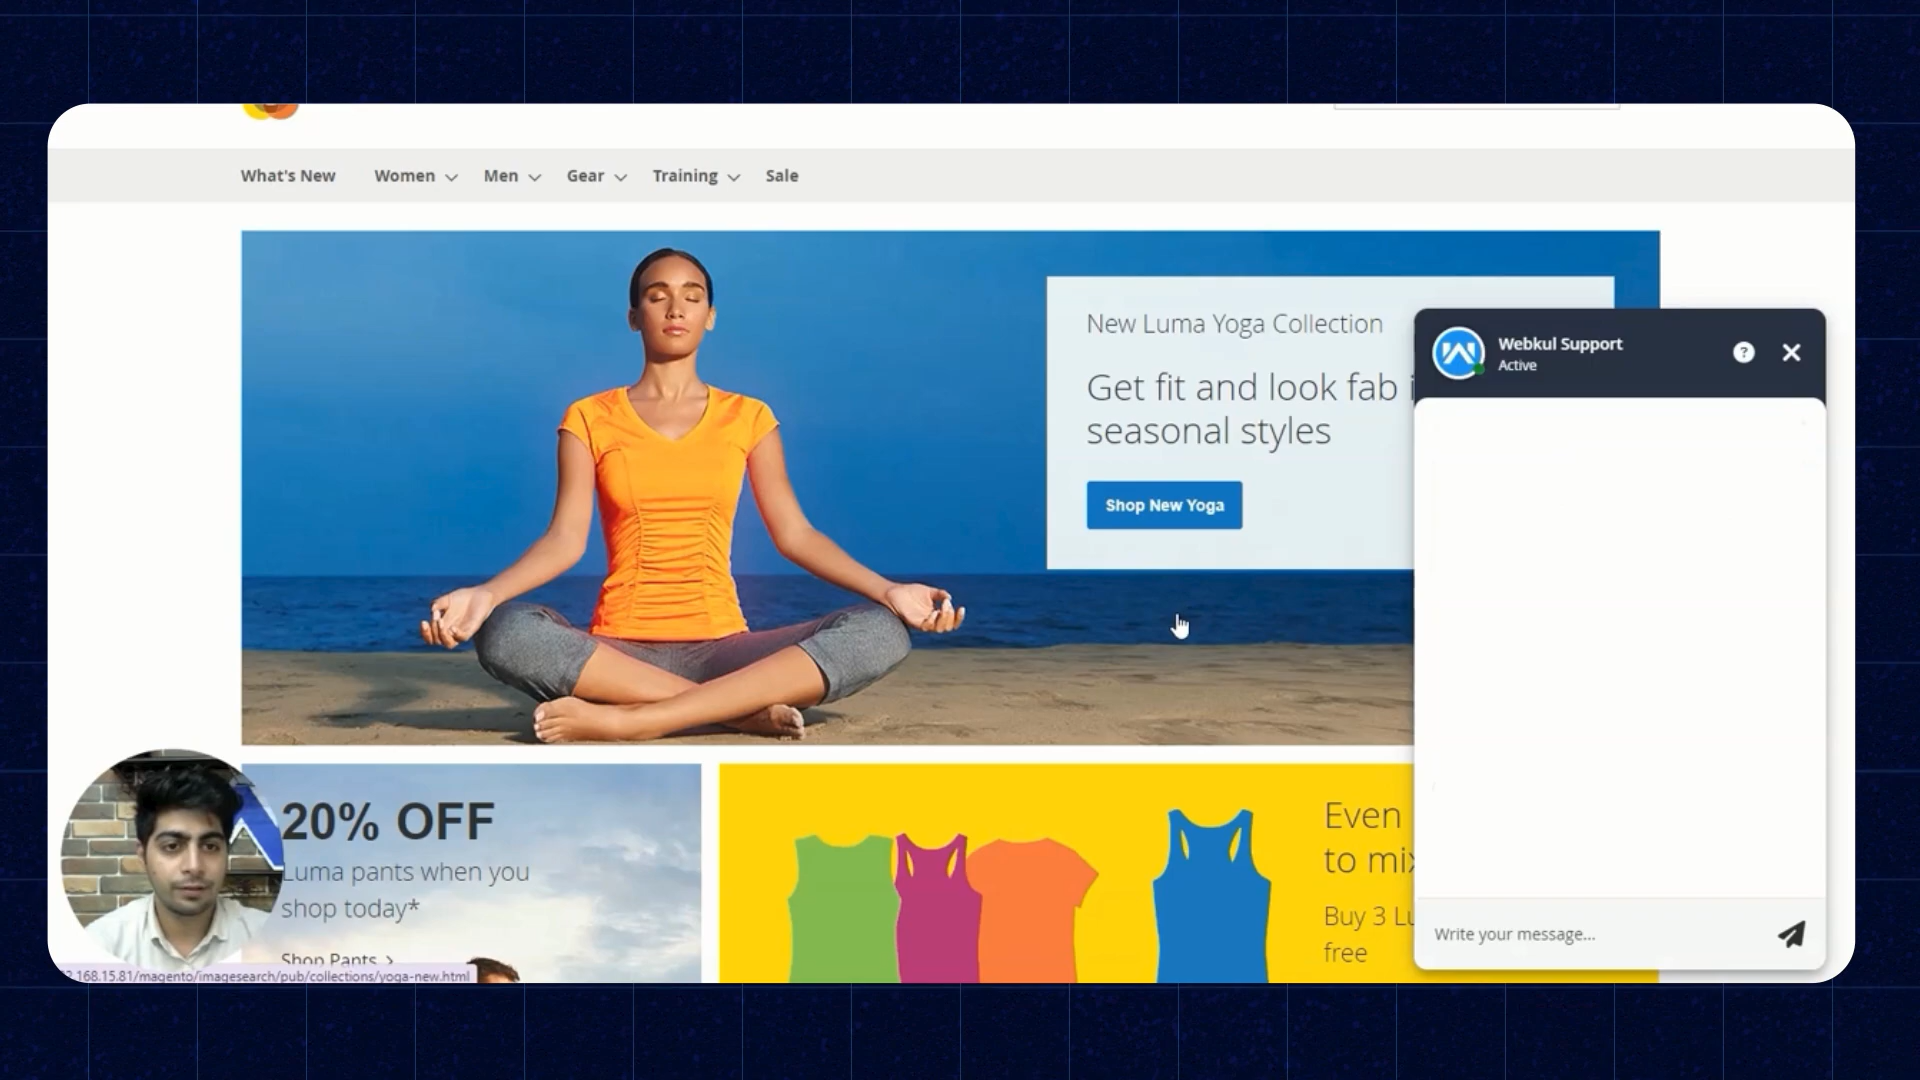 What's New
Women
Men
Gear
Training
Sale
New Luma Yoga Collection
Get fit and look fab
seasonal styles
Shop New Yoga
Webkul Support
Active
?
20% OFF
Luma pants when you
shop today*
Shop Pants >
Even
to mix
Buy 3
free
Write your message...
2.168.15.81/magento/imagesearch/pub/collections/yoga-new.html